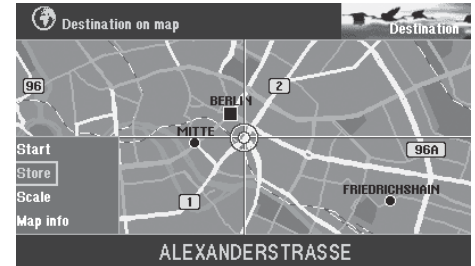 Destination on map
Destination
96
2
BERLIN
MITTE
Start
96A
Store
Scale
FRIEDRICHSHAIN
1
Map info
ALEXANDERSTRASSE